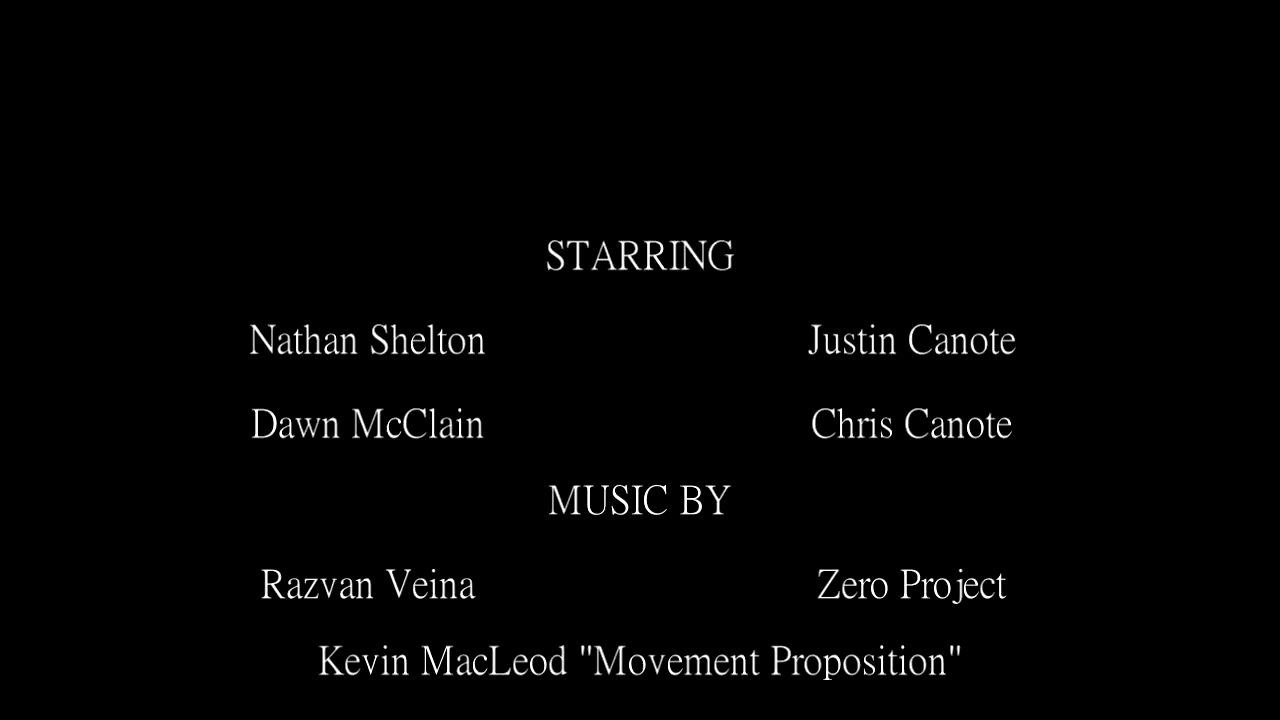 STARRING
Nathan Shelton Justin Canote
Dawn McClain Chris Canote
MUSIC BY
Razvan Veina Zero Project
Kevin MacLeod "Movement Proposition"